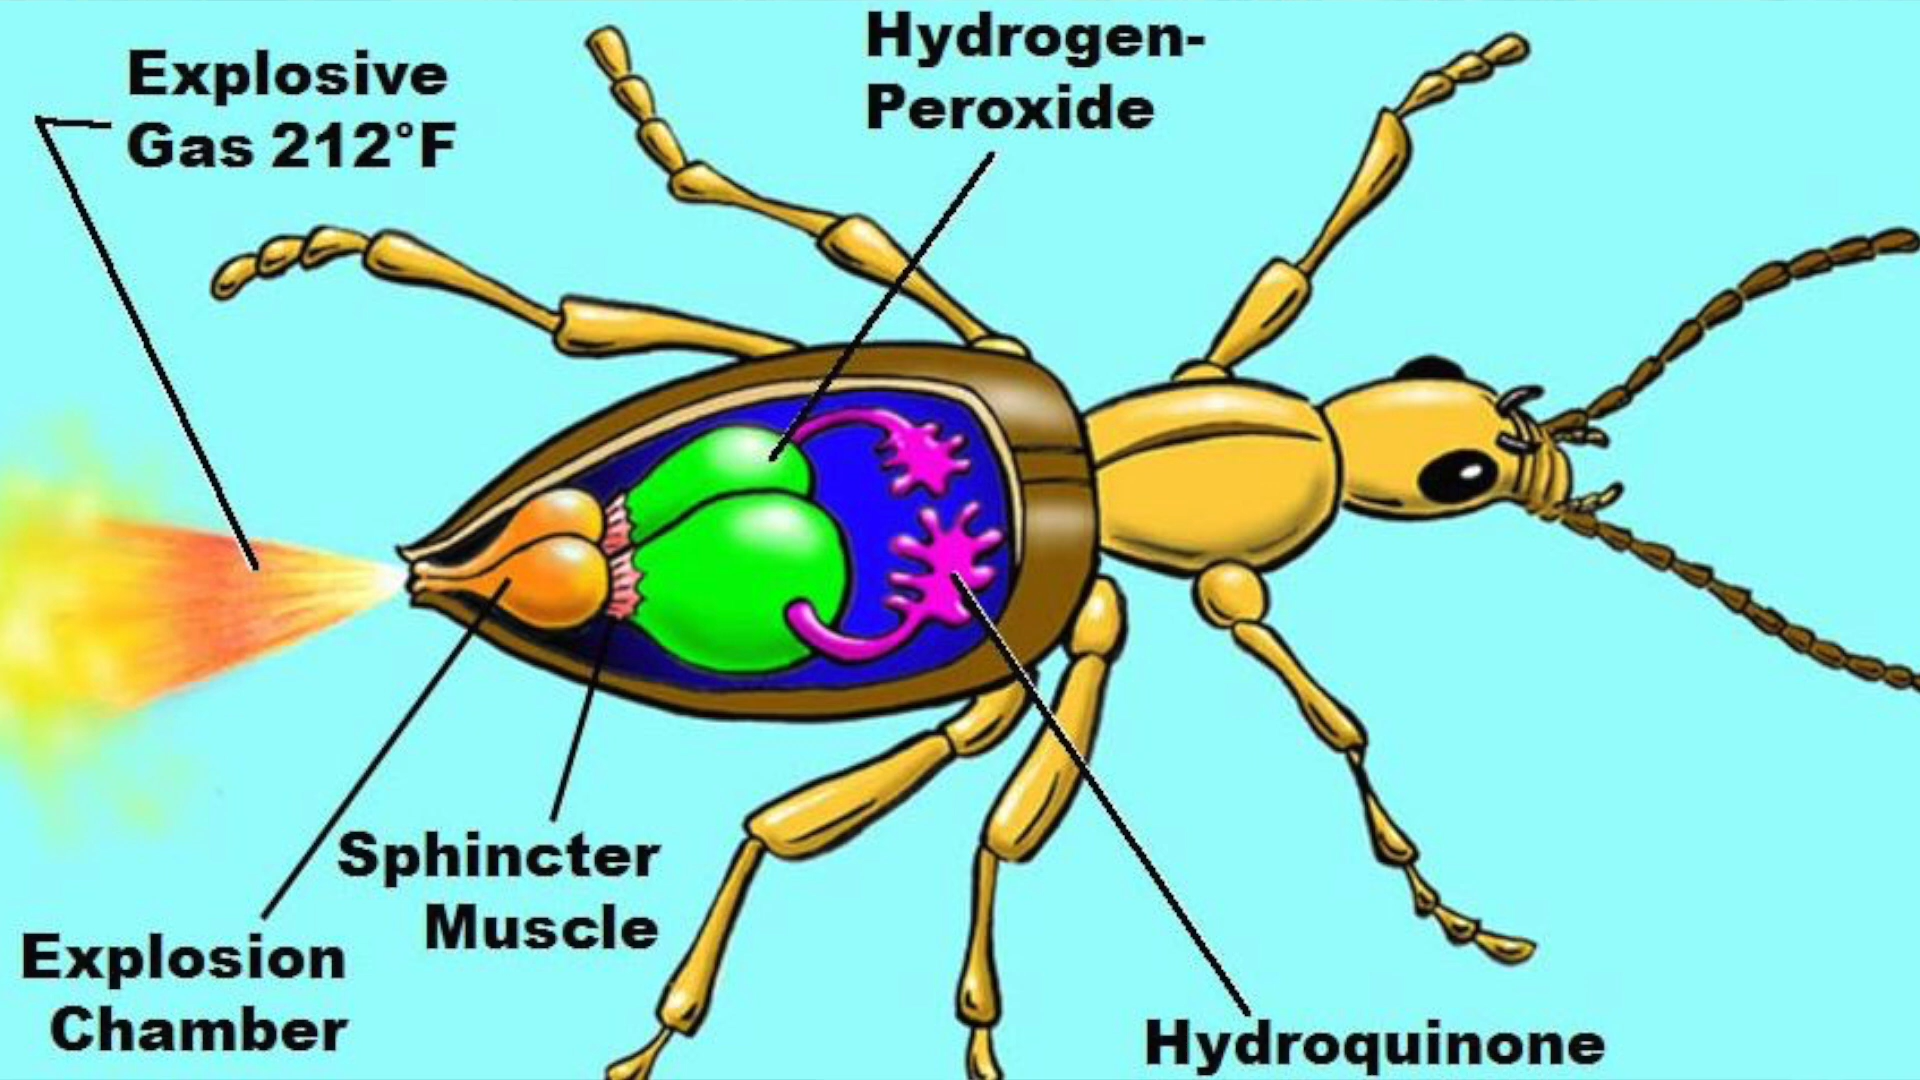 Explosive
Gas 212°F
Hydrogen-
Peroxide
Sphincter
Muscle
Explosion
Chamber
Hydroquinone